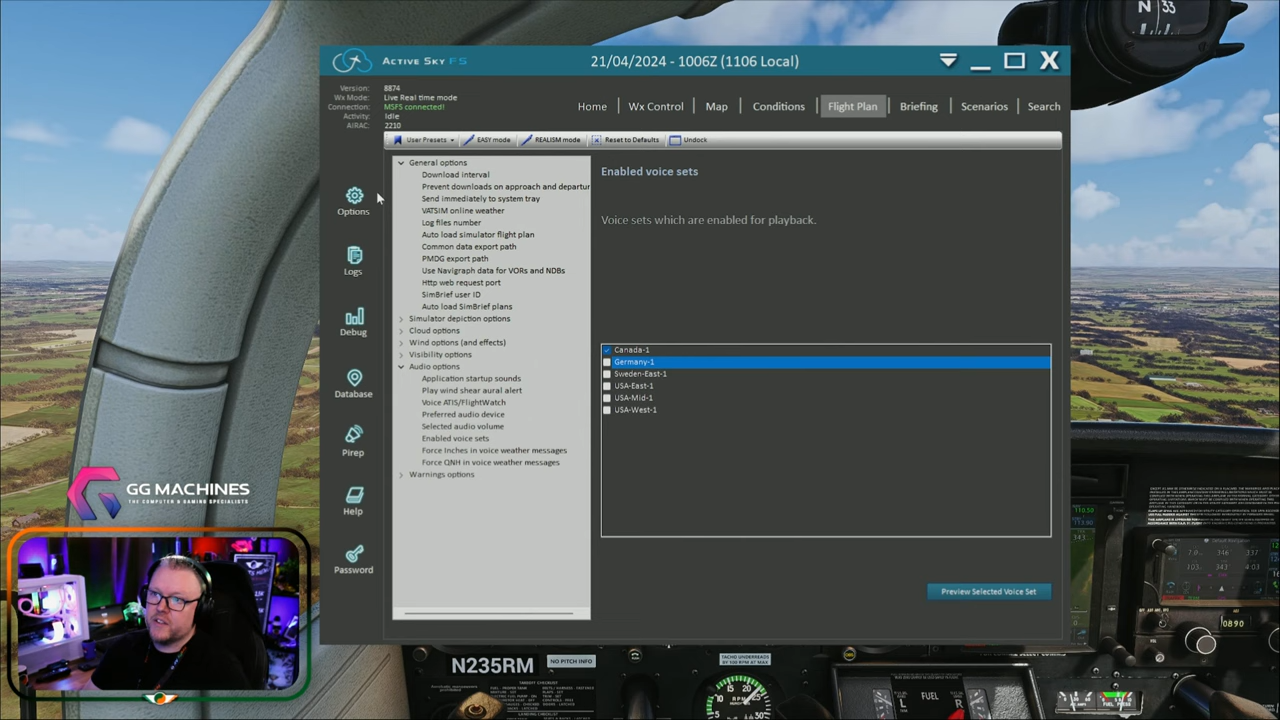 N 33
ACTIVE SKY FS
21/04/2024 - 1006Z (1106 Local)
X
Version: 8874
Wx Mode: Live Real time mode
Connection: MSFS connected!
Activity: Idle
AIRAC: 2210
Home
Wx Control
Map
Conditions
Flight Plan
Briefing
Scenarios
Search
User Presets
EASY mode
REALISM mode
Reset to Defaults
Undock
Options
Logs
Debug
Database
Pirep
Help
Password
General options
Download interval
Prevent downloads on approach and departur
Send immediately to system tray
VATSIM online weather
Log files number
Auto load simulator flight plan
Common data export path
PMDG export path
Use Navigraph data for VORs and NDBs
Http web request port
SimBrief user ID
Auto load SimBrief plans
Simulator depiction options
Cloud options
Wind options (and effects)
Visibility options
Audio options
Application startup sounds
Play wind shear aural alert
Voice ATIS/FlightWatch
Preferred audio device
Selected audio volume
Enabled voice sets
Force Inches in voice weather messages
Force QNH in voice weather messages
Warnings options
Enabled voice sets
Voice sets which are enabled for playback.
Canada-1
Germany-1
Sweden-East-1
USA-East-1
USA-Mid-1
USA-West-1
Preview Selected Voice Set
GG MACHINES
THE COMPUTER & GAMING SPECIALISTS
N235RM
NO PITCH INFO
TACHO UNDERREADS
BY 100 RPM AT MAX
FUEL
L
R
0890